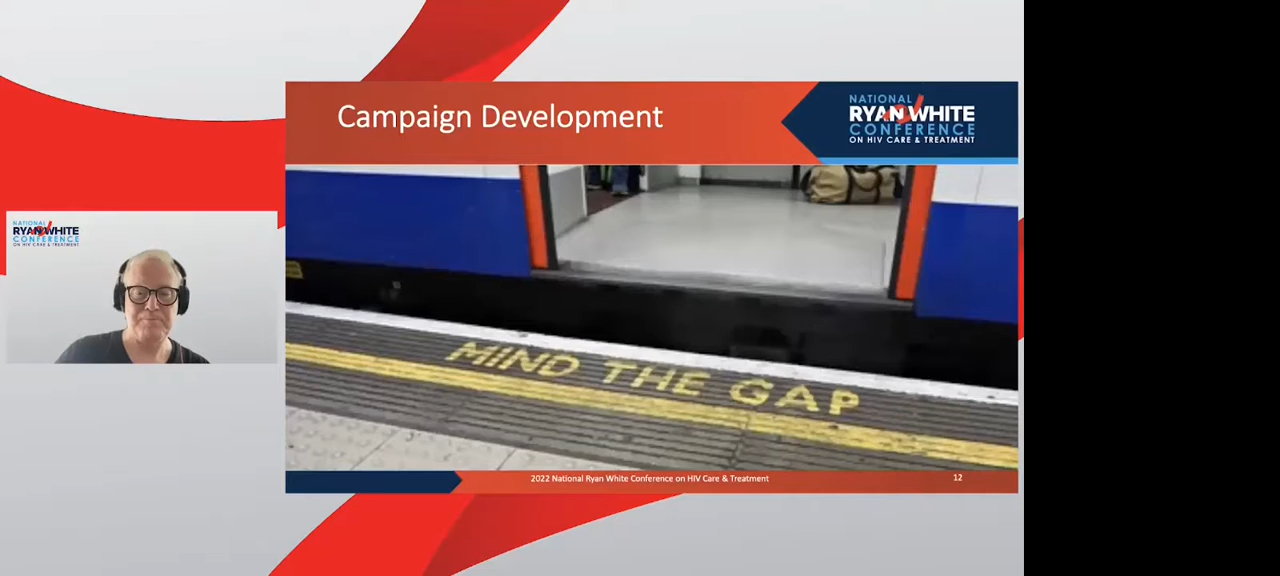 Campaign Development
NATIONAL
RYAN WHITE
CONFERENCE
ON HIV CARE & TREATMENT
NATIONAL
RYAN WHITE
CONFERENCE
ON HIV CARE & TREATMENT
MIND THE GAP
2022 National Ryan White Conference on HIV Care & Treatment
12